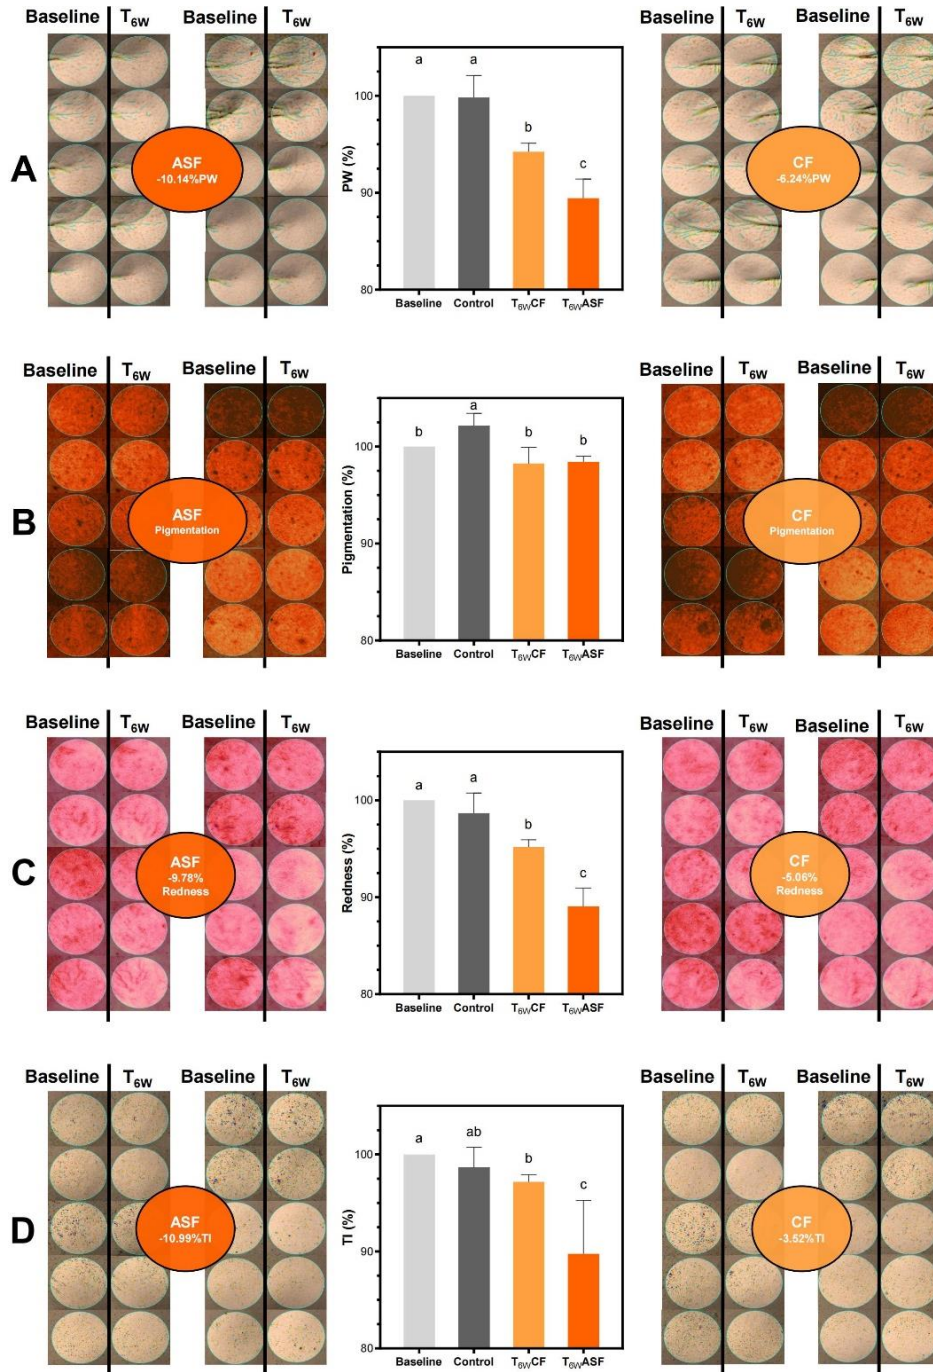 Baseline T6W Baseline T6W Baseline T6W Baseline T6W
A
ASF
-10.14%PW
PW (%)
100
90
80
a a b c
Baseline Control T6WCF T6WASF
CF
-6.24%PW
Baseline T6W Baseline T6W Baseline T6W Baseline T6W
B
ASF
Pigmentation
Pigmentation (%)
100
90
80
b a b b
Baseline Control T6WCF T6WASF
CF
Pigmentation
Baseline T6W Baseline T6W Baseline T6W Baseline T6W
C
ASF
-9.78%
Redness
Redness (%)
100
90
80
a a b c
Baseline Control T6WCF T6WASF
CF
-5.06%
Redness
Baseline T6W Baseline T6W Baseline T6W Baseline T6W
D
ASF
-10.99%TI
TI (%)
100
90
80
a ab b c
Baseline Control T6WCF T6WASF
CF
-3.52%TI